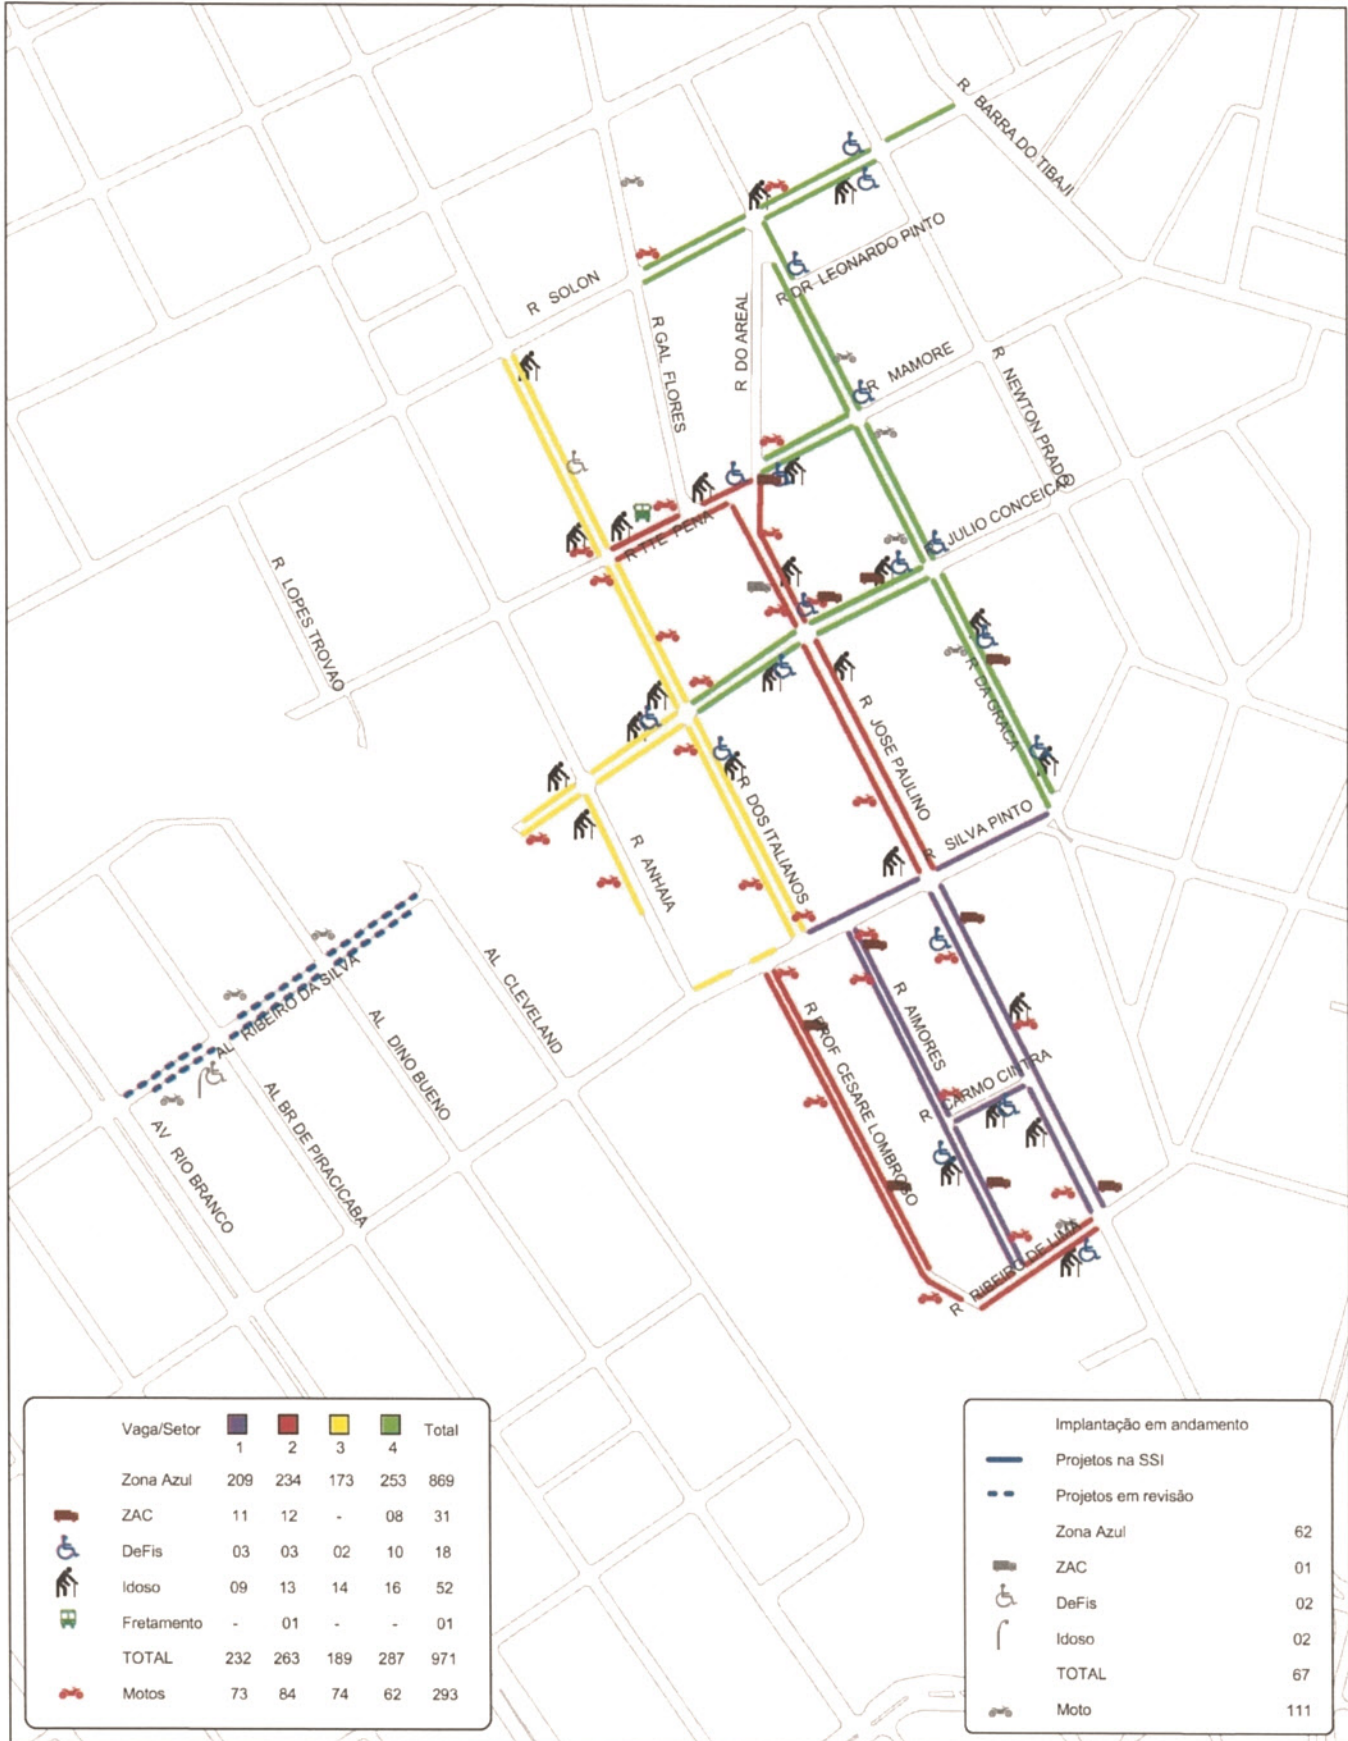 R BARRA DO TIBAJI
R DR LEONARDO PINTO
R SOLON
R GAL FLORES
R DO AREAL
R MAMORE
R NEWTON PRADO
R TTE PENA
JULIO CONCEICAO
R LOPES TROVAO
R DA GRACA
R JOSE PAULINO
R DOS ITALIANOS
R SILVA PINTO
R ANHAIA
AL CLEVELAND
AL RIBEIRO DA SILVA
AL DINO BUENO
R AIMORES
R PROF CESARE LOMBROSO
R CARMO CINTRA
AL BR DE PIRACICABA
AV RIO BRANCO
R RIBEIRO DE LIMA
Vaga/Setor 1 2 3 4 Total
Zona Azul 209 234 173 253 869
ZAC 11 12 - 08 31
DeFis 03 03 02 10 18
Idoso 09 13 14 16 52
Fretamento - 01 - - 01
TOTAL 232 263 189 287 971
Motos 73 84 74 62 293
Implantação em andamento
Projetos na SSI
Projetos em revisão
Zona Azul 62
ZAC 01
DeFis 02
Idoso 02
TOTAL 67
Moto 111